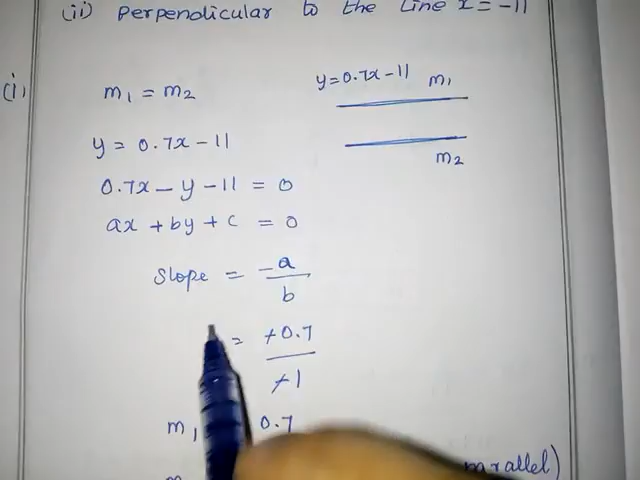 (ii) Perpendicular to the line x = -11
(i) y = 0.7x - 11 m₁
m₁ = m₂
y = 0.7x - 11
m₂
0.7x - y - 11 = 0
ax + by + c = 0
Slope = -a/b
= +0.7/+1
m₁ 0.7
parallel)